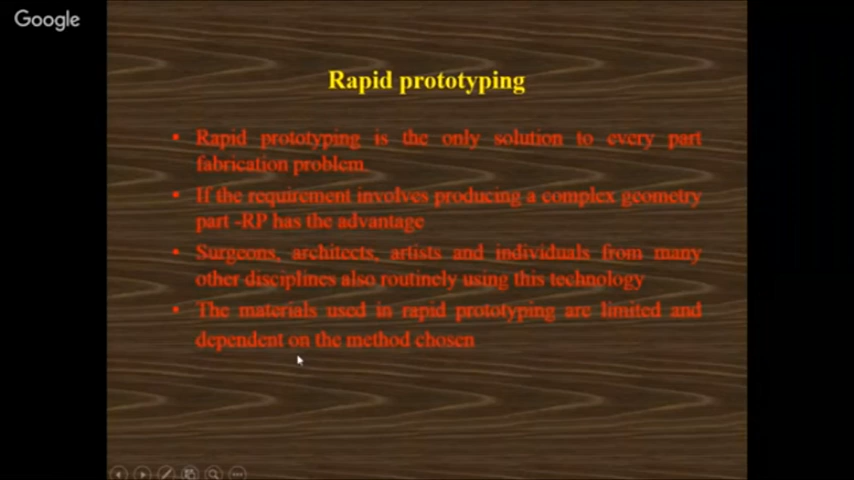 Google
Rapid prototyping
• Rapid prototyping is the only solution to every part
fabrication problem.
• If the requirement involves producing a complex geometry
part -RP has the advantage
• Surgeons, architects, artists and individuals from many
other disciplines also routinely using this technology
• The materials used in rapid prototyping are limited and
dependent on the method chosen